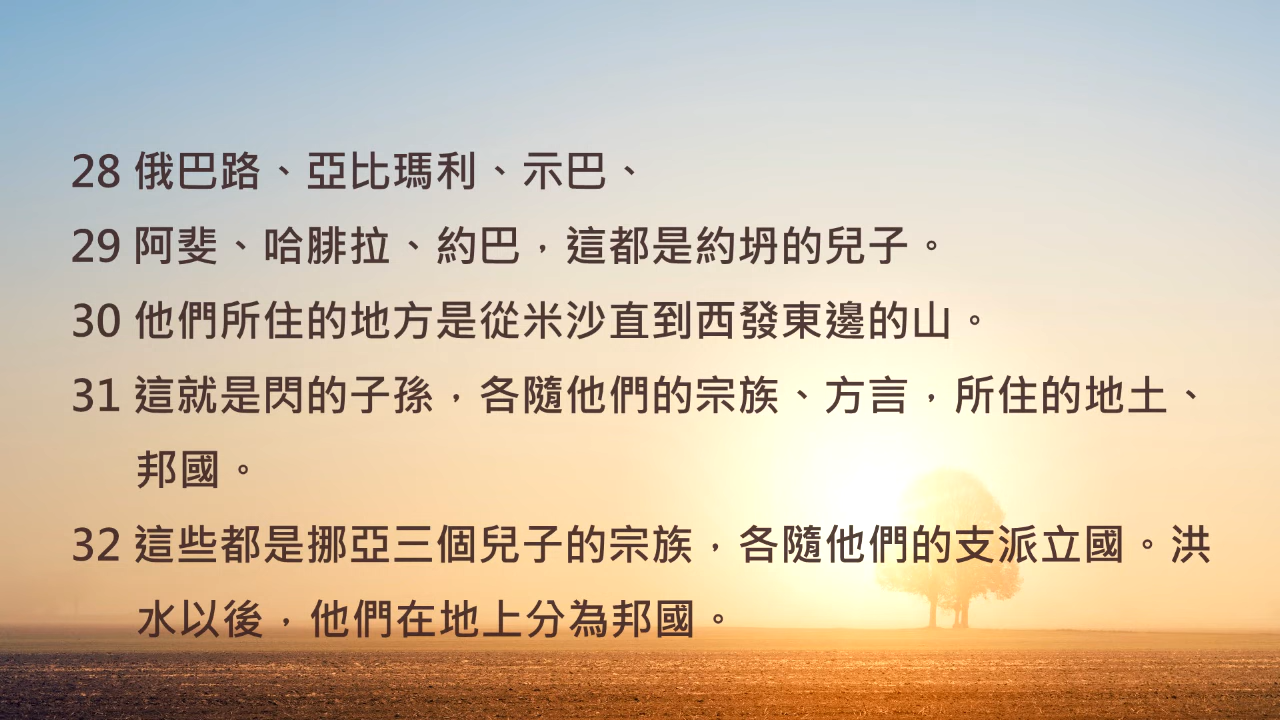 28 俄巴路、亞比瑪利、示巴、
29 阿斐、哈腓拉、約巴，這都是約坍的兒子。
30 他們所住的地方是從米沙直到西發東邊的山。
31 這就是閃的子孫，各隨他們的宗族、方言，所住的地土、
邦國。
32 這些都是挪亞三個兒子的宗族，各隨他們的支派立國。洪
水以後，他們在地上分為邦國。